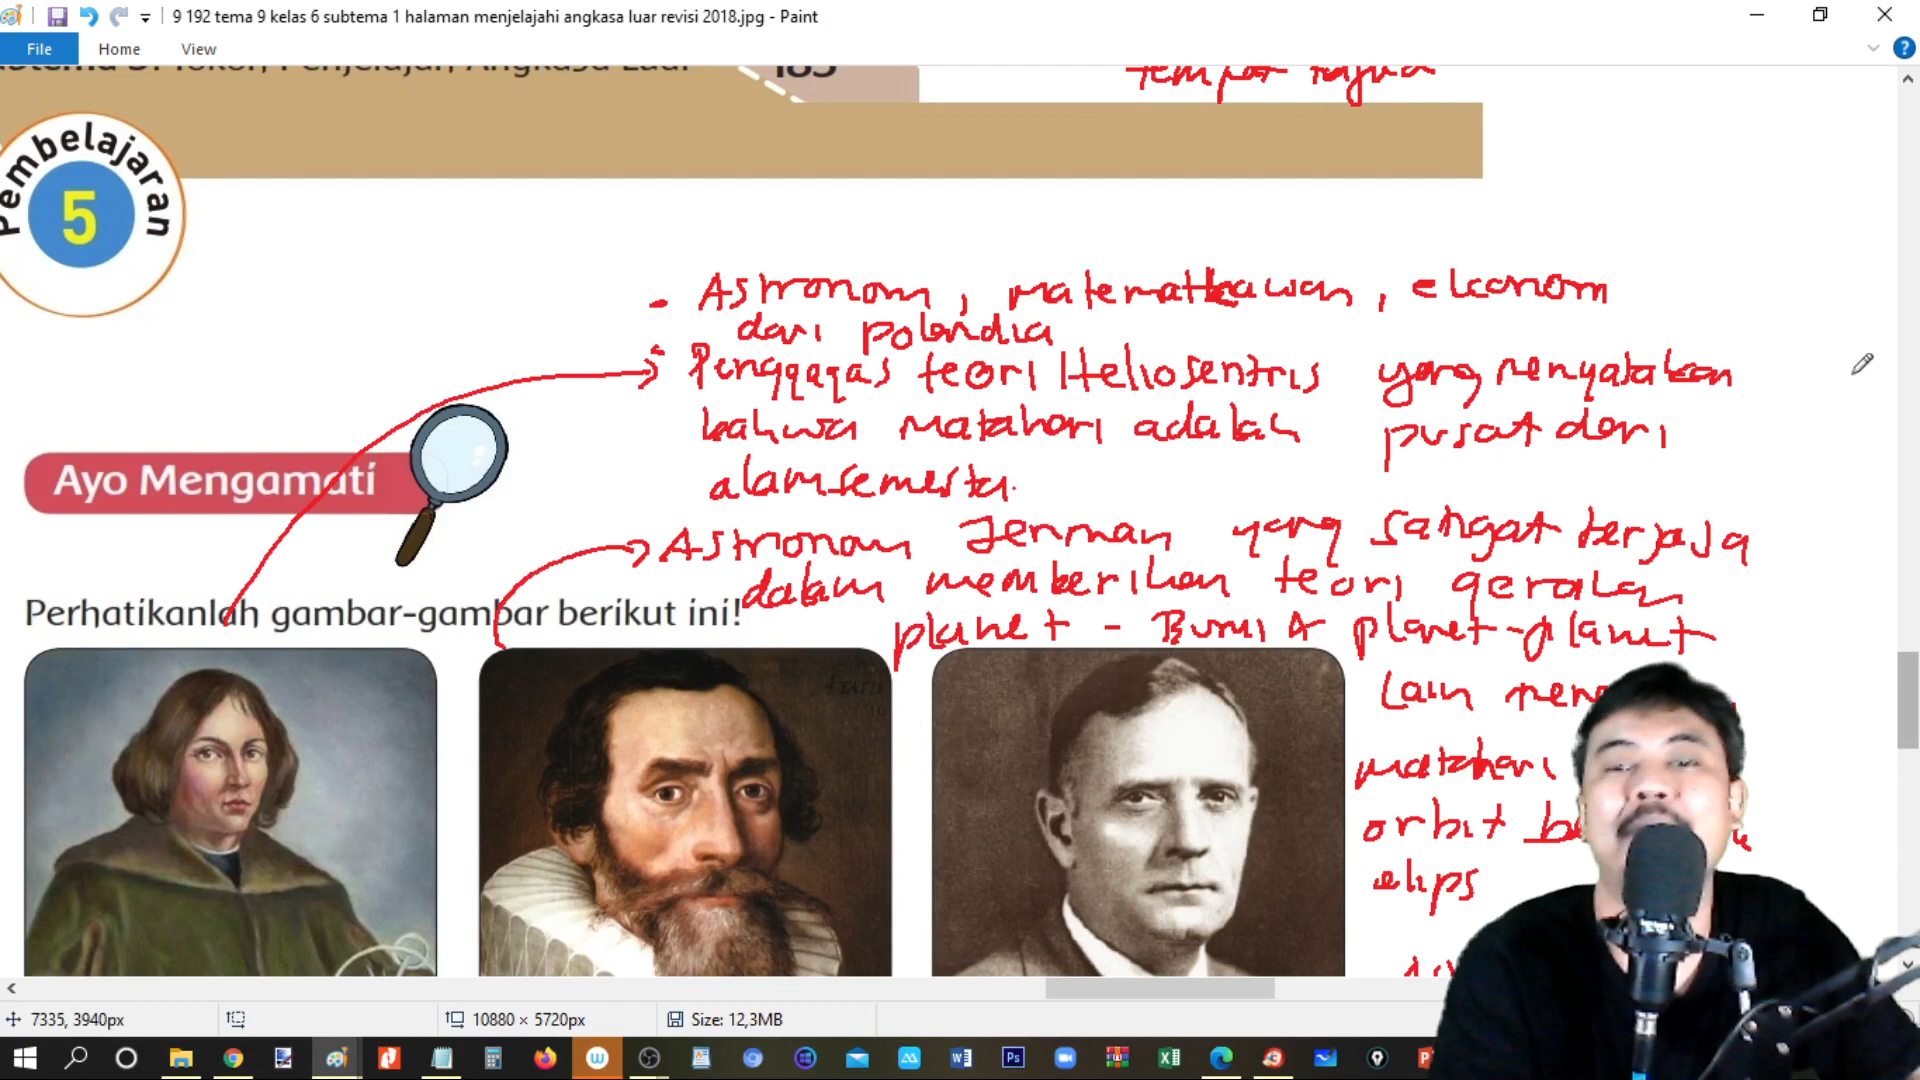 9 192 tema 9 kelas 6 subtema 1 halaman menjelajahi angkasa luar revisi 2018.jpg - Paint
File Home View
185
tempat
Pembelajaran
5
- Astronom, matematikawan, ekonom
dari polandia
- Penggagas teori Heliosentris yang menyatakan
bahwa matahari adalah pusat dari
alam semesta.
Ayo Mengamati
Astronom Jerman yang sangat terjasa
dalam memberikan teori gerakan
Perhatikanlah gambar-gambar berikut ini!
planet - Bumi & planet-planet
lain
matahari
orbit
elips
7335, 3940px
10880 × 5720px
Size: 12,3MB